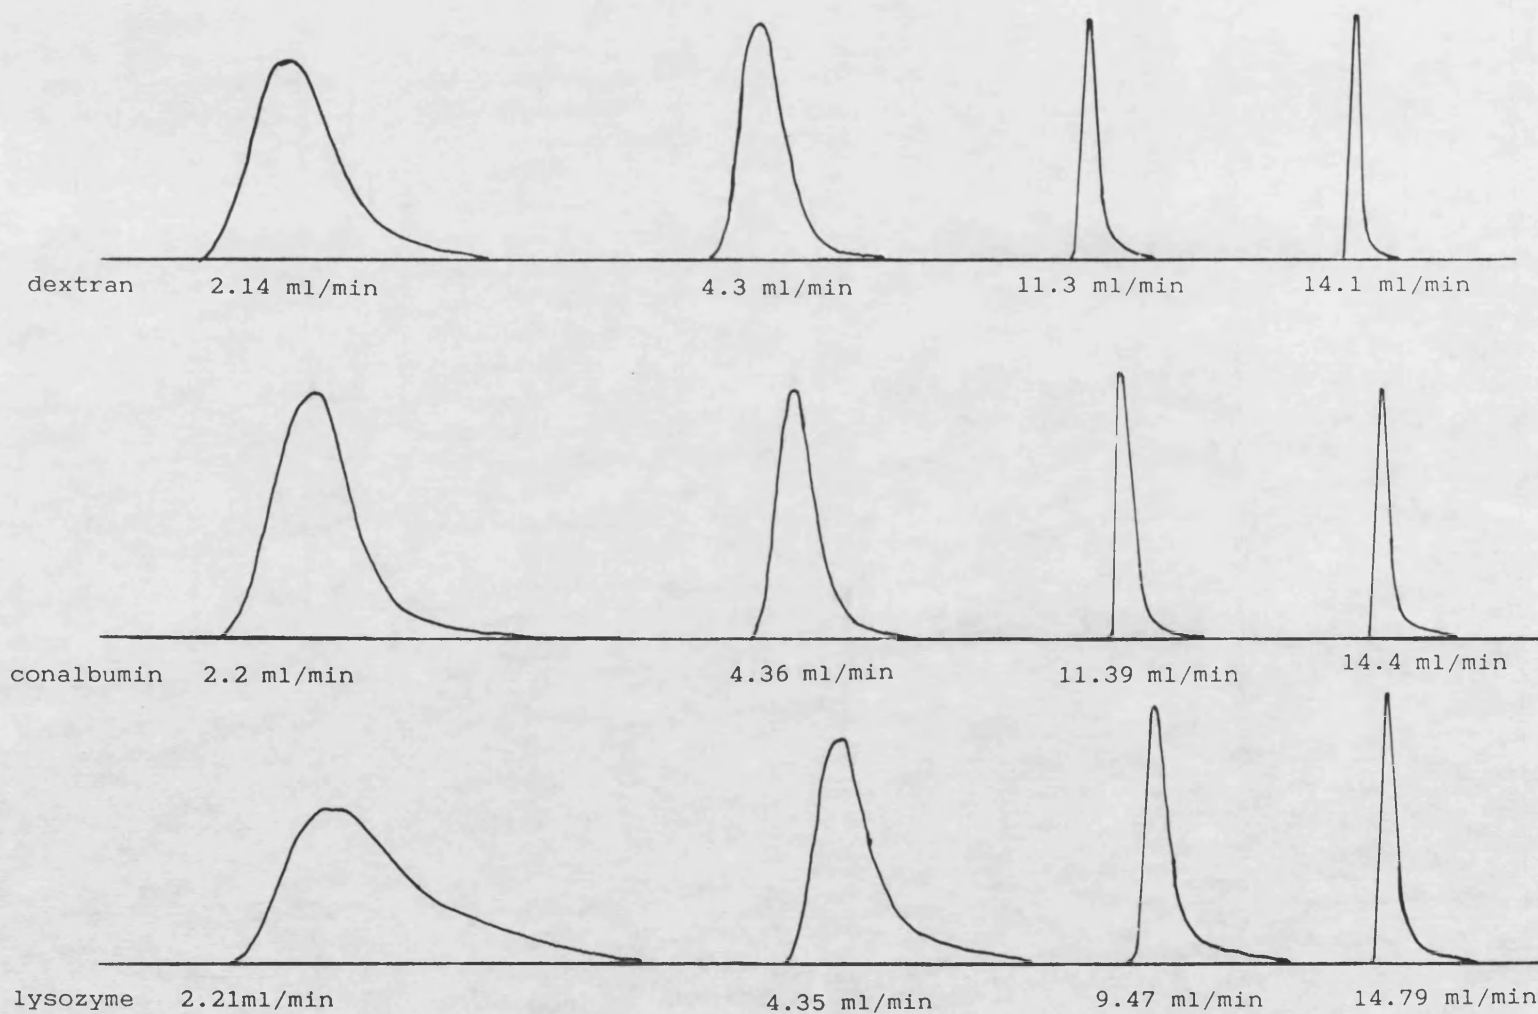 dextran 2.14 ml/min 4.3 ml/min 11.3 ml/min 14.1 ml/min
conalbumin 2.2 ml/min 4.36 ml/min 11.39 ml/min 14.4 ml/min
lysozyme 2.21ml/min 4.35 ml/min 9.47 ml/min 14.79 ml/min